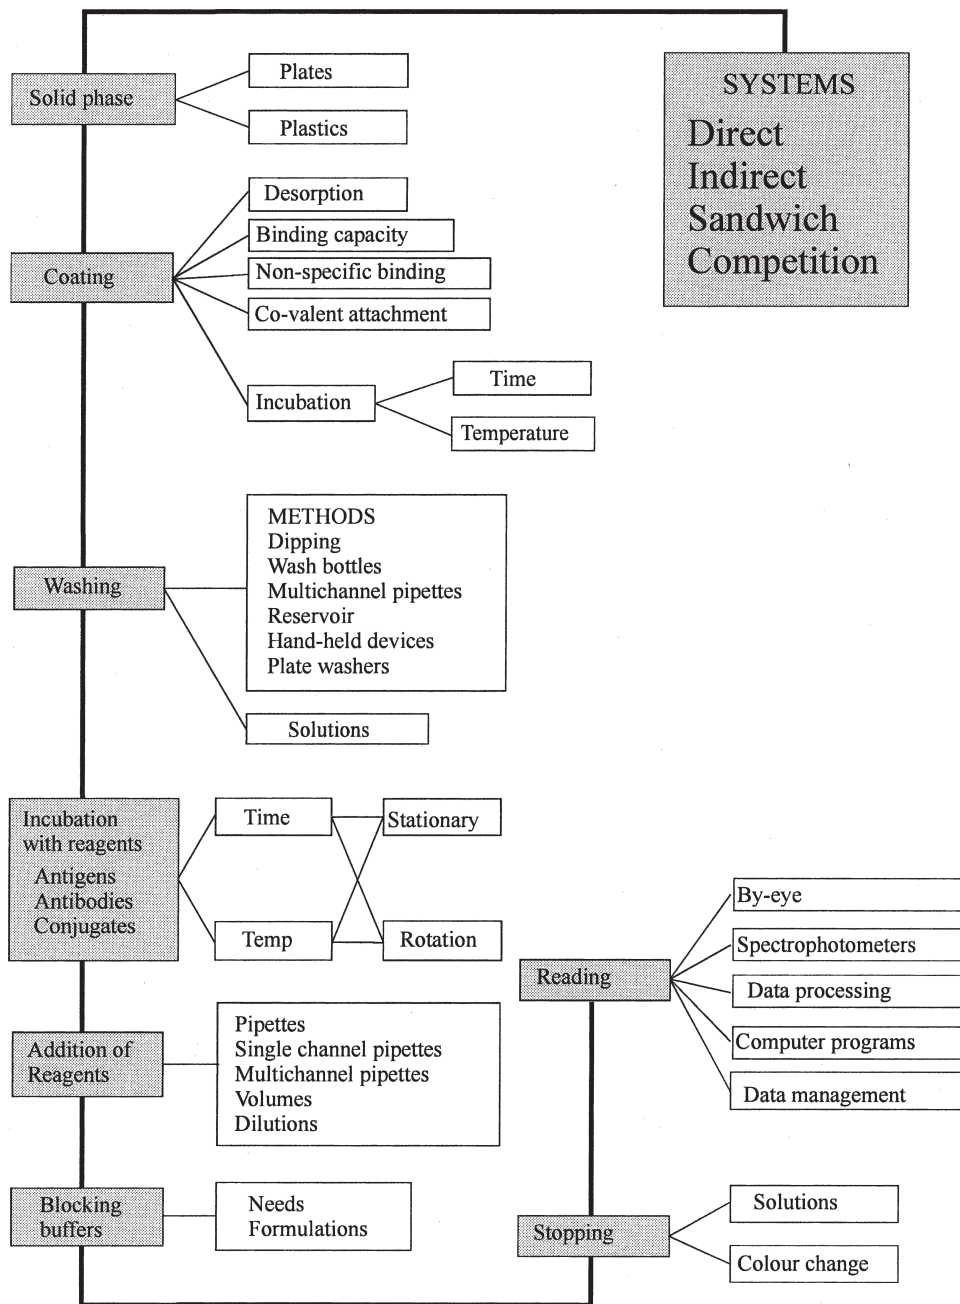 SYSTEMS
Direct
Indirect
Sandwich
Competition
Solid phase
Plates
Plastics
Coating
Desorption
Binding capacity
Non-specific binding
Co-valent attachment
Incubation
Time
Temperature
Washing
METHODS
Dipping
Wash bottles
Multichannel pipettes
Reservoir
Hand-held devices
Plate washers
Solutions
Incubation
with reagents
Antigens
Antibodies
Conjugates
Time
Stationary
Temp
Rotation
Addition of
Reagents
Pipettes
Single channel pipettes
Multichannel pipettes
Volumes
Dilutions
Blocking
buffers
Needs
Formulations
Reading
By-eye
Spectrophotometers
Data processing
Computer programs
Data management
Stopping
Solutions
Colour change